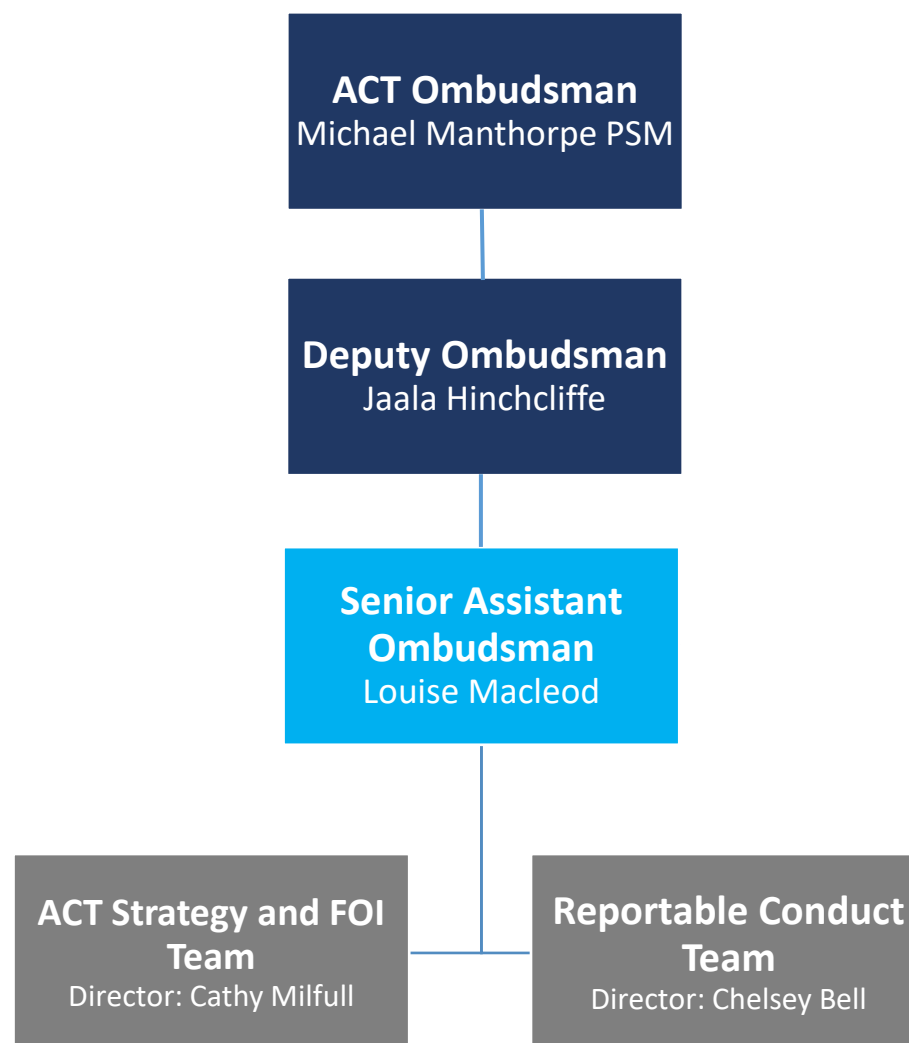 ACT Ombudsman
Michael Manthorpe PSM
Deputy Ombudsman
Jaala Hinchcliffe
Senior Assistant
Ombudsman
Louise Macleod
ACT Strategy and FOI
Team
Director: Cathy Milfull
Reportable Conduct
Team
Director: Chelsey Bell